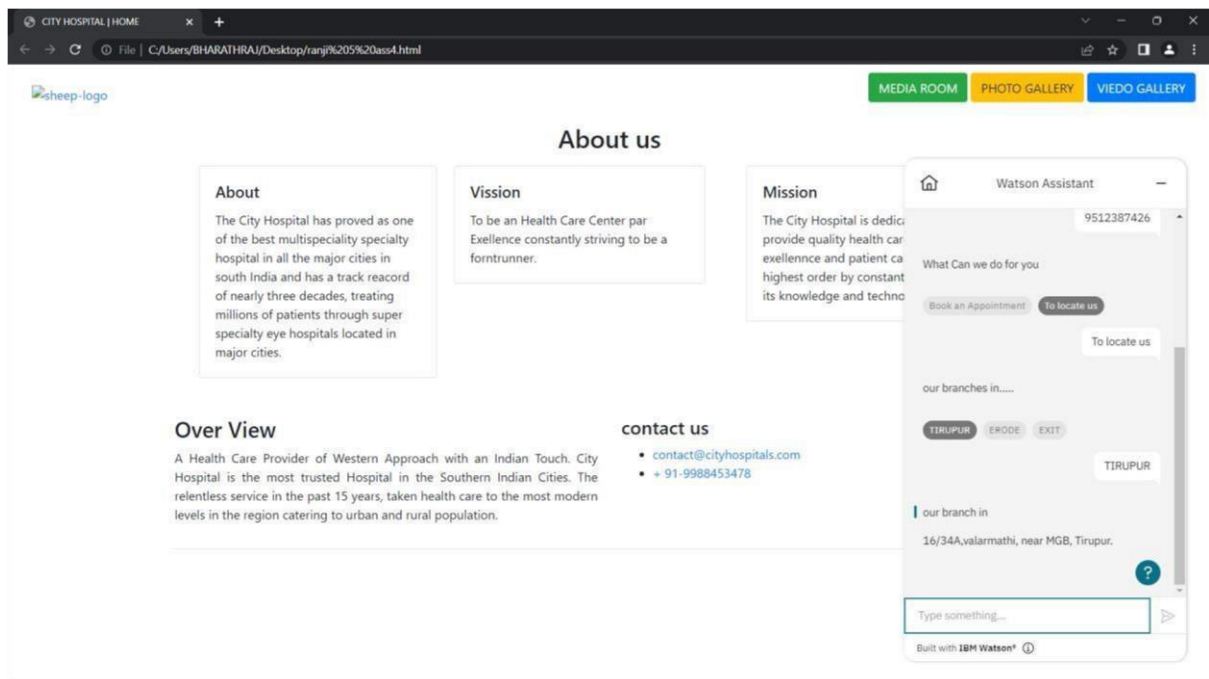 CITY HOSPITAL | HOME
File | C:/Users/BHARATHRAJ/Desktop/ranji%205%20ass4.html
sheep-logo
MEDIA ROOM
PHOTO GALLERY
VIEDO GALLERY
About us
About
The City Hospital has proved as one
of the best multispeciality specialty
hospital in all the major cities in
south India and has a track reacord
of nearly three decades, treating
millions of patients through super
specialty eye hospitals located in
major cities.
Vission
To be an Health Care Center par
Exellence constantly striving to be a
forntrunner.
Mission
The City Hospital is dedica
provide quality health car
exellennce and patient ca
highest order by constant
its knowledge and techno
Over View
A Health Care Provider of Western Approach with an Indian Touch. City
Hospital is the most trusted Hospital in the Southern Indian Cities. The
relentless service in the past 15 years, taken health care to the most modern
levels in the region catering to urban and rural population.
contact us
contact@cityhospitals.com
+ 91-9988453478
Watson Assistant
9512387426
What Can we do for you
Book an Appointment
To locate us
To locate us
our branches in.....
TIRUPUR
ERODE
EXIT
TIRUPUR
our branch in
16/34A,valarmathi, near MGB, Tirupur.
?
Type something...
Built with IBM Watson®